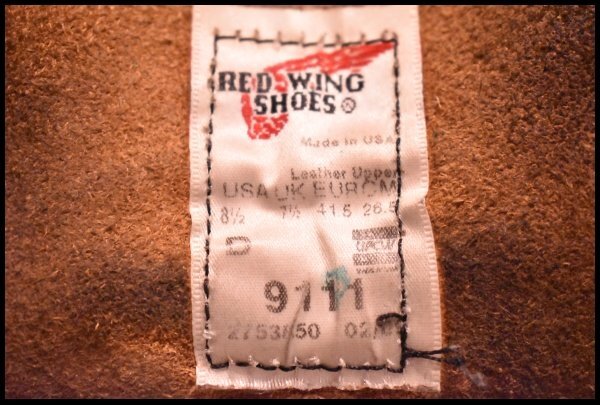 RED WING
SHOES ®
Made in USA
Leather Upper
USA UK EUR CM
8½ 7½ 41.5 26.5
D
UFCW
9111
2753850 02/